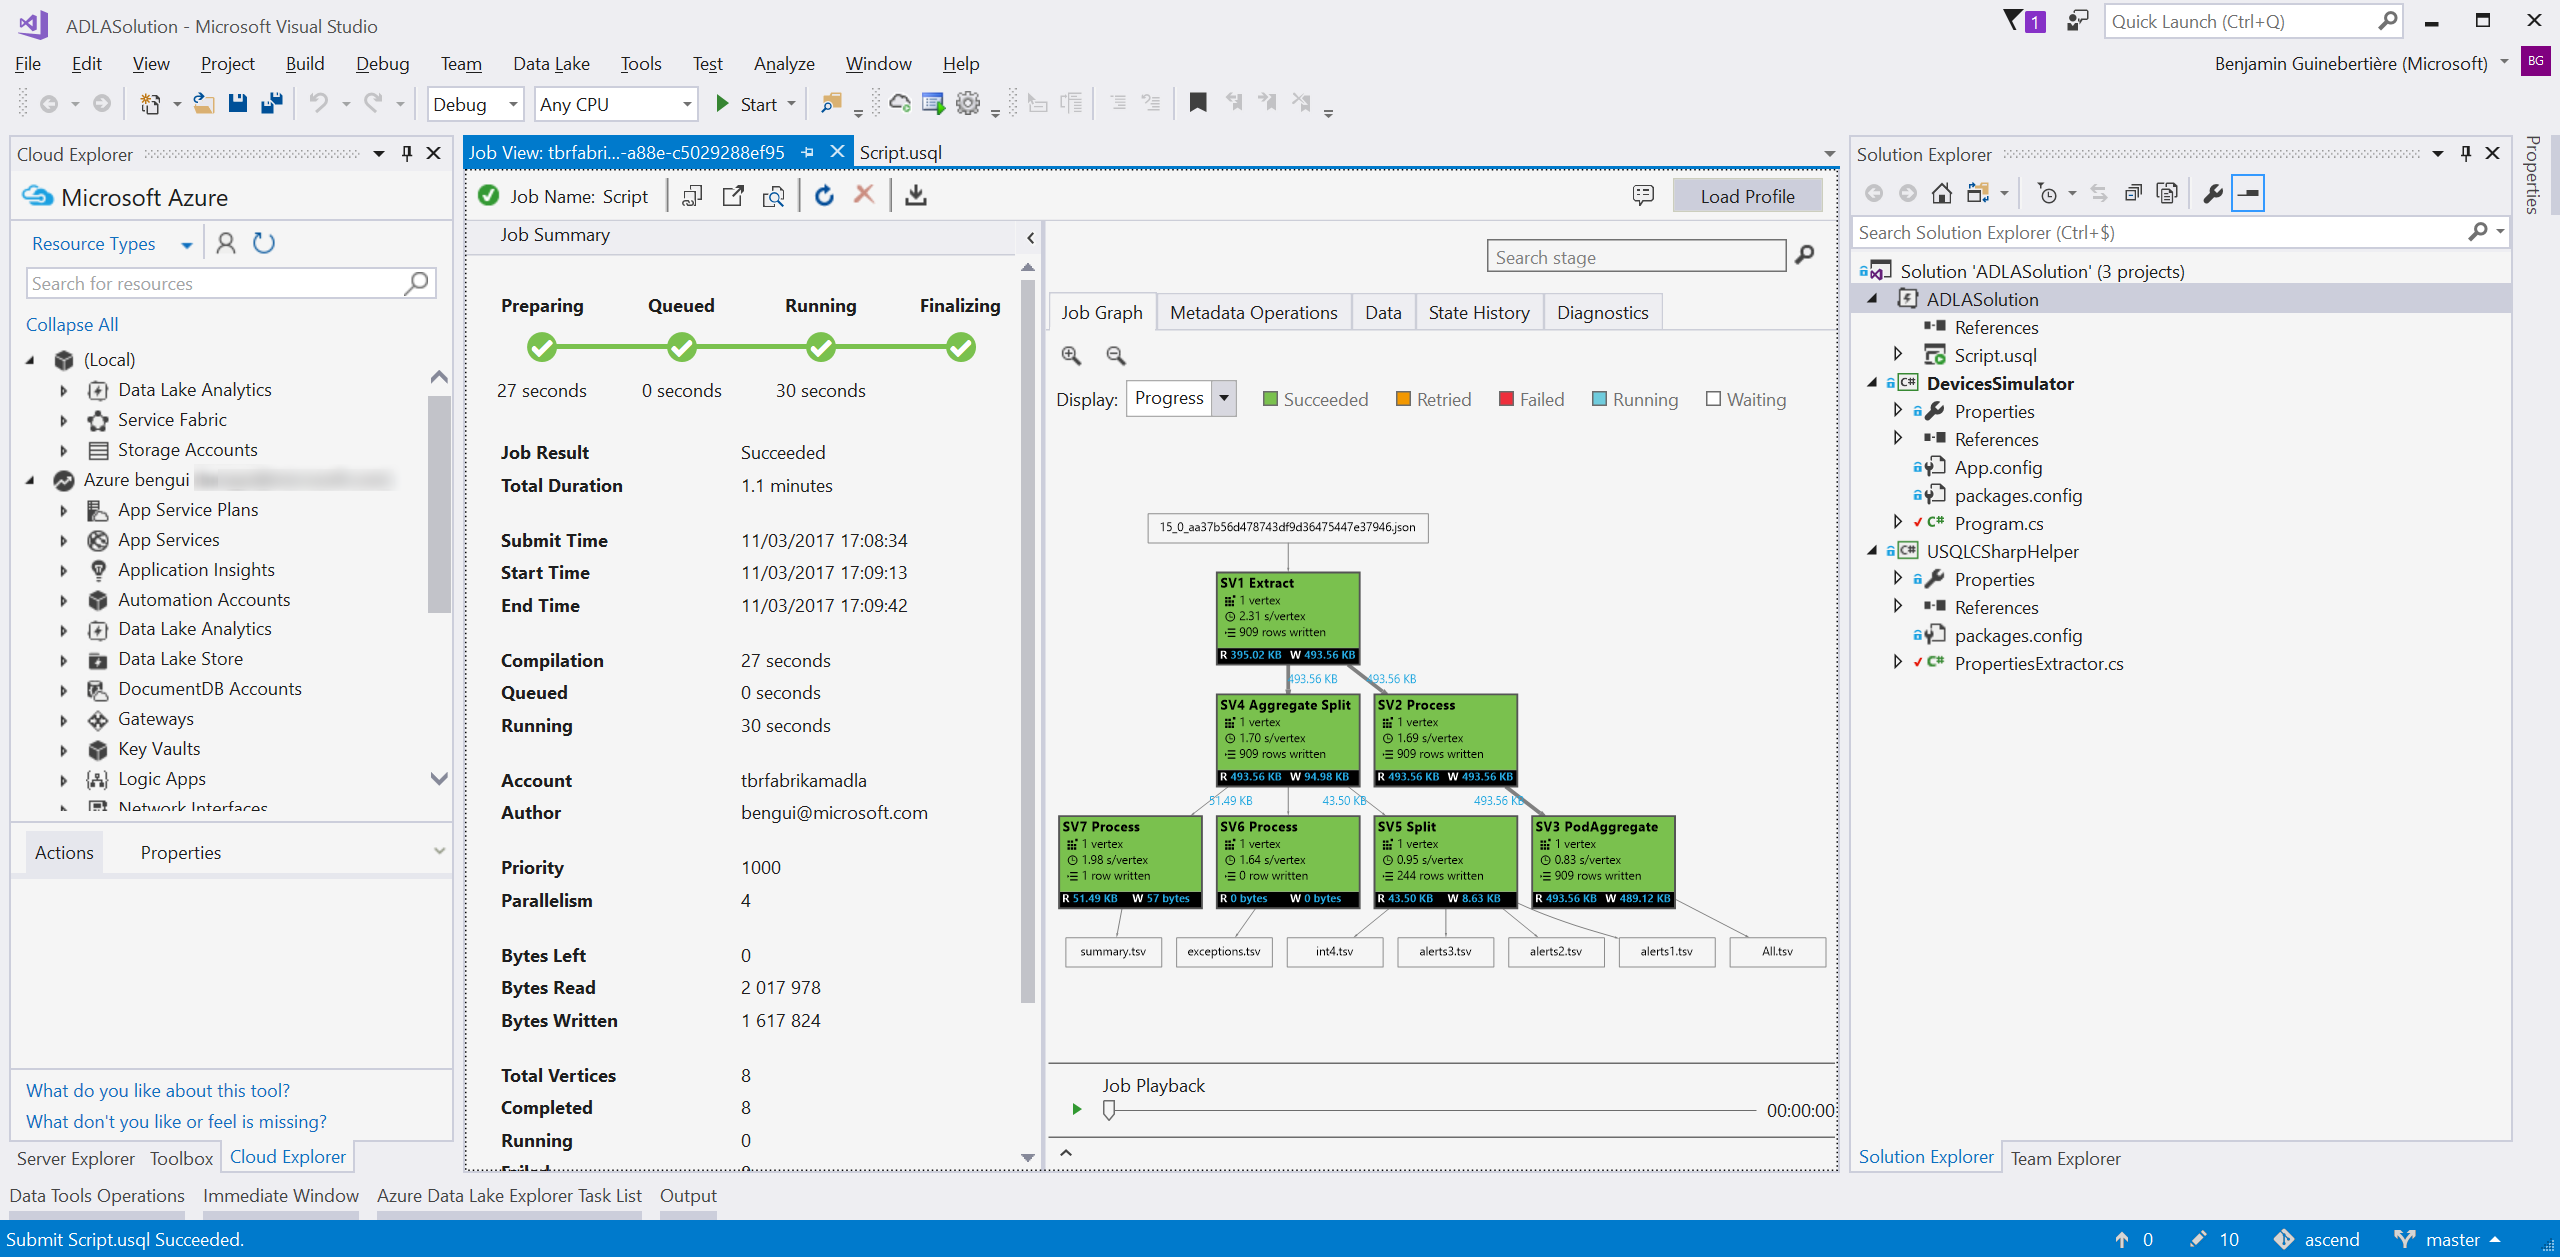 ADLASolution - Microsoft Visual Studio
1
Quick Launch (Ctrl+Q)
File Edit View Project Build Debug Team Data Lake Tools Test Analyze Window Help
Benjamin Guinebertière (Microsoft) BG
Debug Any CPU Start
Cloud Explorer
Microsoft Azure
Resource Types
Search for resources
Collapse All
(Local)
Data Lake Analytics
Service Fabric
Storage Accounts
Azure bengui
App Service Plans
App Services
Application Insights
Automation Accounts
Data Lake Analytics
Data Lake Store
DocumentDB Accounts
Gateways
Key Vaults
Logic Apps
Network Interfaces
Actions Properties
What do you like about this tool?
What don't you like or feel is missing?
Server Explorer Toolbox Cloud Explorer
Job View: tbrfabri...-a88e-c5029288ef95 Script.usql
Job Name: Script
Load Profile
Job Summary
Preparing Queued Running Finalizing
27 seconds 0 seconds 30 seconds
Job Result Succeeded
Total Duration 1.1 minutes
Submit Time 11/03/2017 17:08:34
Start Time 11/03/2017 17:09:13
End Time 11/03/2017 17:09:42
Compilation 27 seconds
Queued 0 seconds
Running 30 seconds
Account tbrfabrikamadla
Author bengui@microsoft.com
Priority 1000
Parallelism 4
Bytes Left 0
Bytes Read 2 017 978
Bytes Written 1 617 824
Total Vertices 8
Completed 8
Running 0
Search stage
Job Graph Metadata Operations Data State History Diagnostics
Display: Progress Succeeded Retried Failed Running Waiting
15_0_aa37b56d478743df9d36475447e37946.json
SV1 Extract
1 vertex
2.31 s/vertex
909 rows written
R 395.02 KB W 493.56 KB
493.56 KB 493.56 KB
SV4 Aggregate Split
1 vertex
1.70 s/vertex
909 rows written
R 493.56 KB W 94.98 KB
SV2 Process
1 vertex
1.69 s/vertex
909 rows written
R 493.56 KB W 493.56 KB
51.49 KB 43.50 KB 493.56 KB
SV7 Process
1 vertex
1.98 s/vertex
1 row written
R 51.49 KB W 57 bytes
SV6 Process
1 vertex
1.64 s/vertex
0 row written
R 0 bytes W 0 bytes
SV5 Split
1 vertex
0.95 s/vertex
244 rows written
R 43.50 KB W 8.63 KB
SV3 PodAggregate
1 vertex
0.83 s/vertex
909 rows written
R 493.56 KB W 489.12 KB
summary.tsv exceptions.tsv int4.tsv alerts3.tsv alerts2.tsv alerts1.tsv All.tsv
Job Playback
00:00:00
Solution Explorer
Search Solution Explorer (Ctrl+$)
Solution 'ADLASolution' (3 projects)
ADLASolution
References
Script.usql
C# DevicesSimulator
Properties
References
App.config
packages.config
C# Program.cs
C# USQLCSharpHelper
Properties
References
packages.config
C# PropertiesExtractor.cs
Solution Explorer Team Explorer
Properties
Data Tools Operations Immediate Window Azure Data Lake Explorer Task List Output
Submit Script.usql Succeeded.
0 10 ascend master